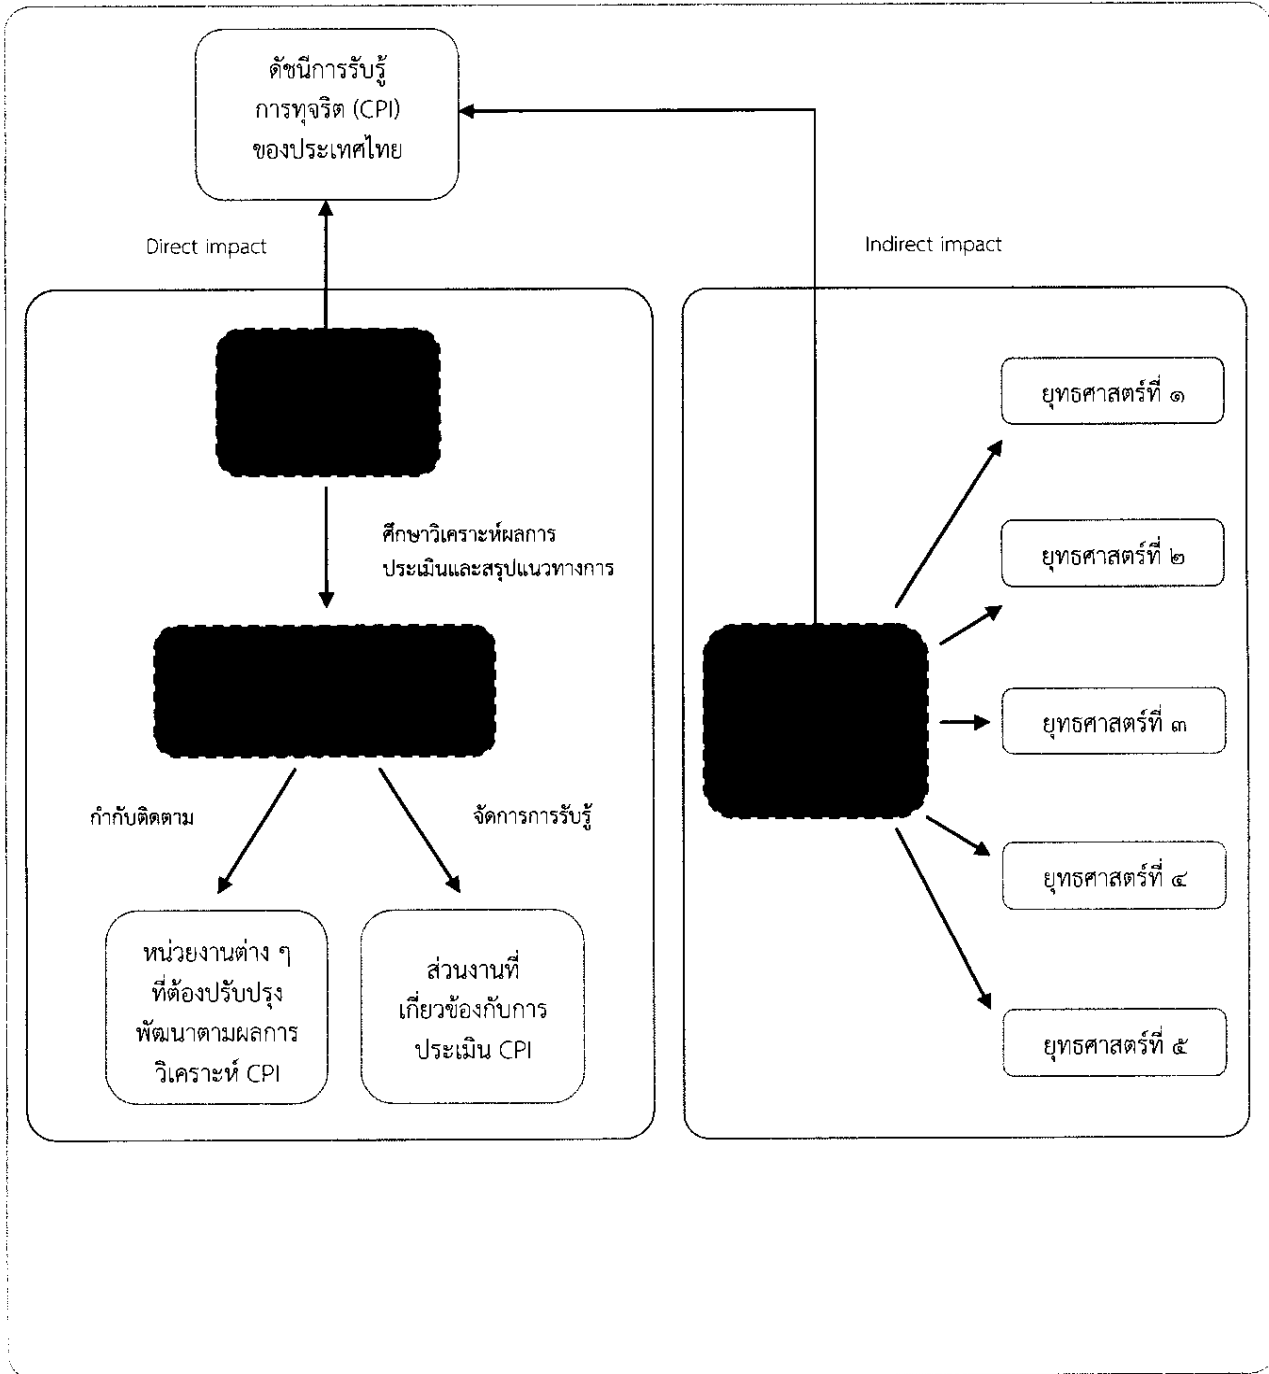 ดัชนีการรับรู้
การทุจริต (CPI)
ของประเทศไทย
Direct impact
Indirect impact
ศึกษาวิเคราะห์ผลการ
ประเมินและสรุปแนวทางการ
กำกับติดตาม
จัดการการรับรู้
หน่วยงานต่าง ๆ
ที่ต้องปรับปรุง
พัฒนาตามผลการ
วิเคราะห์ CPI
ส่วนงานที่
เกี่ยวข้องกับการ
ประเมิน CPI
ยุทธศาสตร์ที่ ๑
ยุทธศาสตร์ที่ ๒
ยุทธศาสตร์ที่ ๓
ยุทธศาสตร์ที่ ๔
ยุทธศาสตร์ที่ ๕